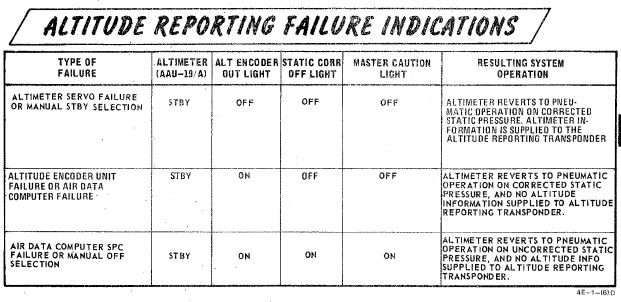 ALTITUDE REPORTING FAILURE INDICATIONS
TYPE OF
FAILURE
ALTIMETER
(AAU-19/A)
ALT ENCODER
OUT LIGHT
STATIC CORR
OFF LIGHT
MASTER CAUTION
LIGHT
RESULTING SYSTEM
OPERATION
ALTIMETER SERVO FAILURE
OR MANUAL STBY SELECTION
STBY
OFF
OFF
OFF
ALTIMETER REVERTS TO PNEU-
MATIC OPERATION ON CORRECTED
STATIC PRESSURE. ALTIMETER IN-
FORMATION IS SUPPLIED TO THE
ALTITUDE REPORTING TRANSPONDER
ALTITUDE ENCODER UNIT
FAILURE OR AIR DATA
COMPUTER FAILURE
STBY
ON
OFF
OFF
ALTIMETER REVERTS TO PNEUMATIC
OPERATION ON CORRECTED STATIC
PRESSURE, AND NO ALTITUDE
INFORMATION SUPPLIED TO ALTITUDE
REPORTING TRANSPONDER.
AIR DATA COMPUTER SPC
FAILURE OR MANUAL OFF
SELECTION
STBY
ON
ON
ON
ALTIMETER REVERTS TO PNEUMATIC
OPERATION ON UNCORRECTED STATIC
PRESSURE, AND NO ALTITUDE INFO
SUPPLIED TO ALTITUDE REPORTING
TRANSPONDER.
4E-1-(6)D